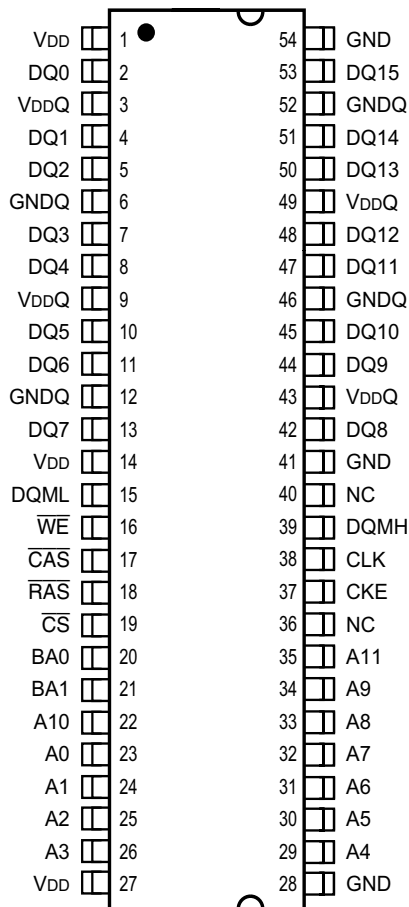 VDD 1 54 GND
DQ0 2 53 DQ15
VDDQ 3 52 GNDQ
DQ1 4 51 DQ14
DQ2 5 50 DQ13
GNDQ 6 49 VDDQ
DQ3 7 48 DQ12
DQ4 8 47 DQ11
VDDQ 9 46 GNDQ
DQ5 10 45 DQ10
DQ6 11 44 DQ9
GNDQ 12 43 VDDQ
DQ7 13 42 DQ8
VDD 14 41 GND
DQML 15 40 NC
W̅E̅ 16 39 DQMH
C̅A̅S̅ 17 38 CLK
R̅A̅S̅ 18 37 CKE
C̅S̅ 19 36 NC
BA0 20 35 A11
BA1 21 34 A9
A10 22 33 A8
A0 23 32 A7
A1 24 31 A6
A2 25 30 A5
A3 26 29 A4
VDD 27 28 GND